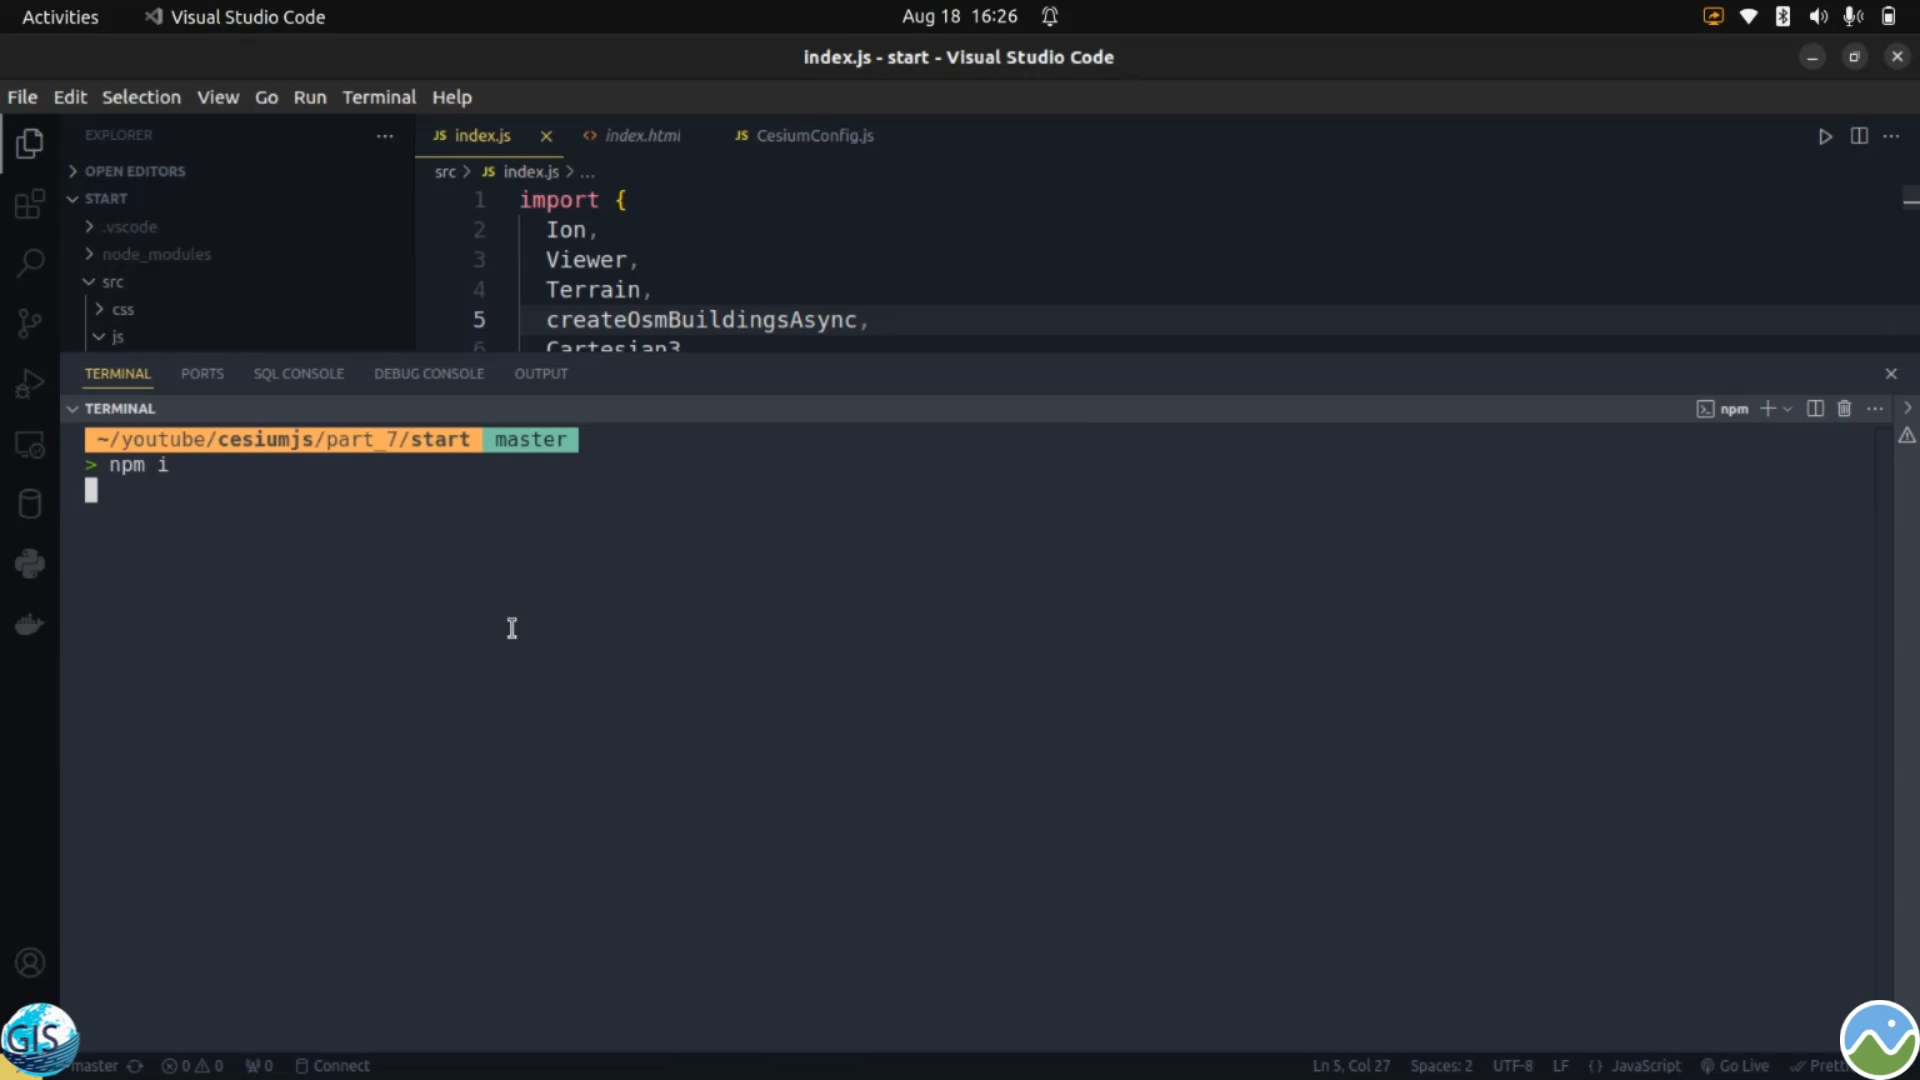 Activities Visual Studio Code Aug 18 16:26
index.js - start - Visual Studio Code
File Edit Selection View Go Run Terminal Help
EXPLORER ...
JS index.js × <> index.html JS CesiumConfig.js ...
> OPEN EDITORS
START
> .vscode
> node_modules
src
> css
js
src > JS index.js > ...
1 import {
2 Ion,
3 Viewer,
4 Terrain,
5 createOsmBuildingsAsync,
6 Cartesian3
TERMINAL PORTS SQL CONSOLE DEBUG CONSOLE OUTPUT
TERMINAL npm
~/youtube/cesiumjs/part_7/start master
> npm i
GIS
master 0 0 0 Connect Ln 5, Col 27 Spaces: 2 UTF-8 LF {} JavaScript Go Live